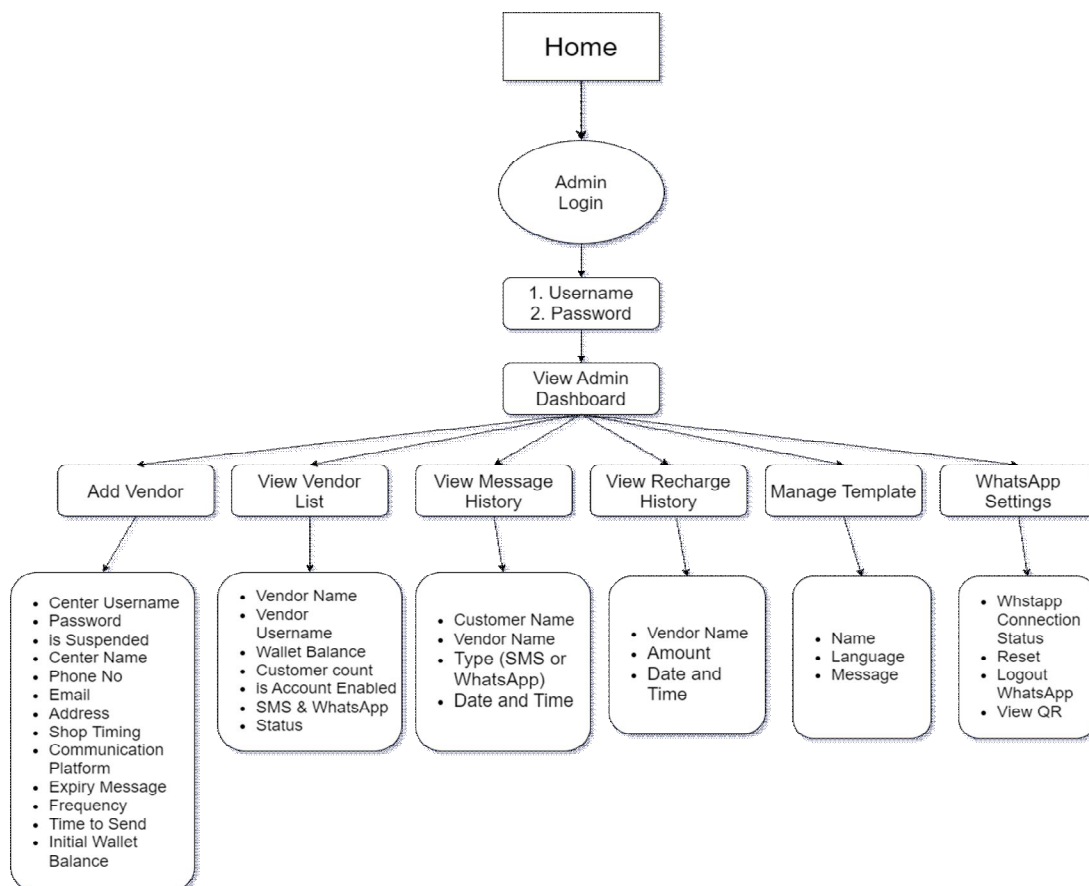 Home
Admin
Login
1. Username
2. Password
View Admin
Dashboard
Add Vendor
View Vendor
List
View Message
History
View Recharge
History
Manage Template
WhatsApp
Settings
• Center Username
• Password
• is Suspended
• Center Name
• Phone No
• Email
• Address
• Shop Timing
• Communication
Platform
• Expiry Message
• Frequency
• Time to Send
• Initial Wallet
Balance
• Vendor Name
• Vendor
Username
• Wallet Balance
• Customer count
• is Account Enabled
• SMS & WhatsApp
• Status
• Customer Name
• Vendor Name
• Type (SMS or
WhatsApp)
• Date and Time
• Vendor Name
• Amount
• Date and
Time
• Name
• Language
• Message
• Whstapp
Connection
Status
• Reset
• Logout
WhatsApp
• View QR